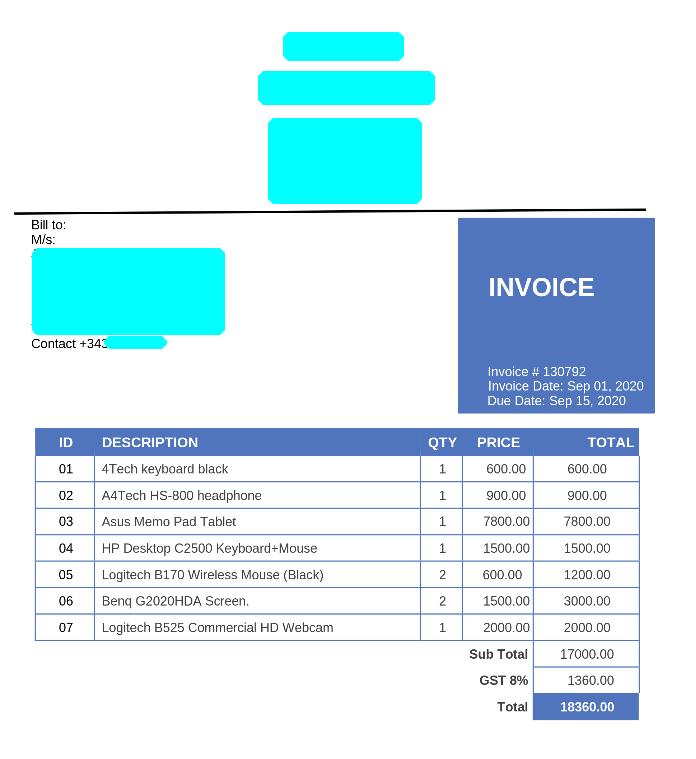 Bill to:
M/s:
Contact +343
INVOICE
Invoice # 130792
Invoice Date: Sep 01, 2020
Due Date: Sep 15, 2020
ID DESCRIPTION QTY PRICE TOTAL
01 4Tech keyboard black 1 600.00 600.00
02 A4Tech HS-800 headphone 1 900.00 900.00
03 Asus Memo Pad Tablet 1 7800.00 7800.00
04 HP Desktop C2500 Keyboard+Mouse 1 1500.00 1500.00
05 Logitech B170 Wireless Mouse (Black) 2 600.00 1200.00
06 Benq G2020HDA Screen. 2 1500.00 3000.00
07 Logitech B525 Commercial HD Webcam 1 2000.00 2000.00
Sub Total 17000.00
GST 8% 1360.00
Total 18360.00